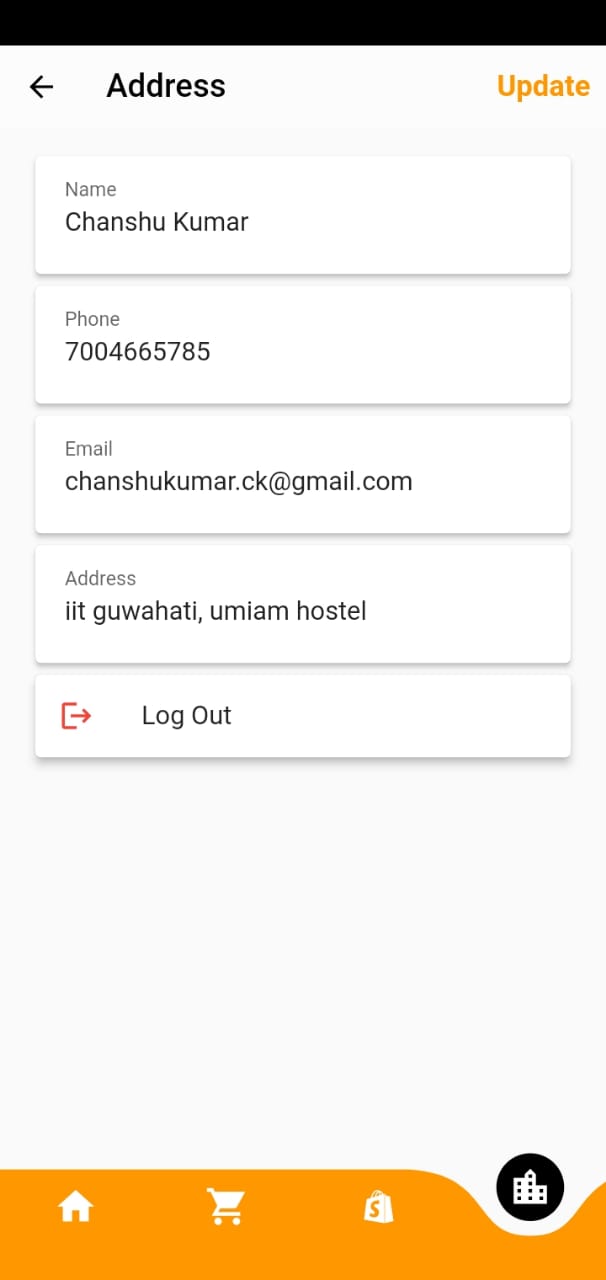 Address
Update
Name
Chanshu Kumar
Phone
7004665785
Email
chanshukumar.ck@gmail.com
Address
iit guwahati, umiam hostel
Log Out